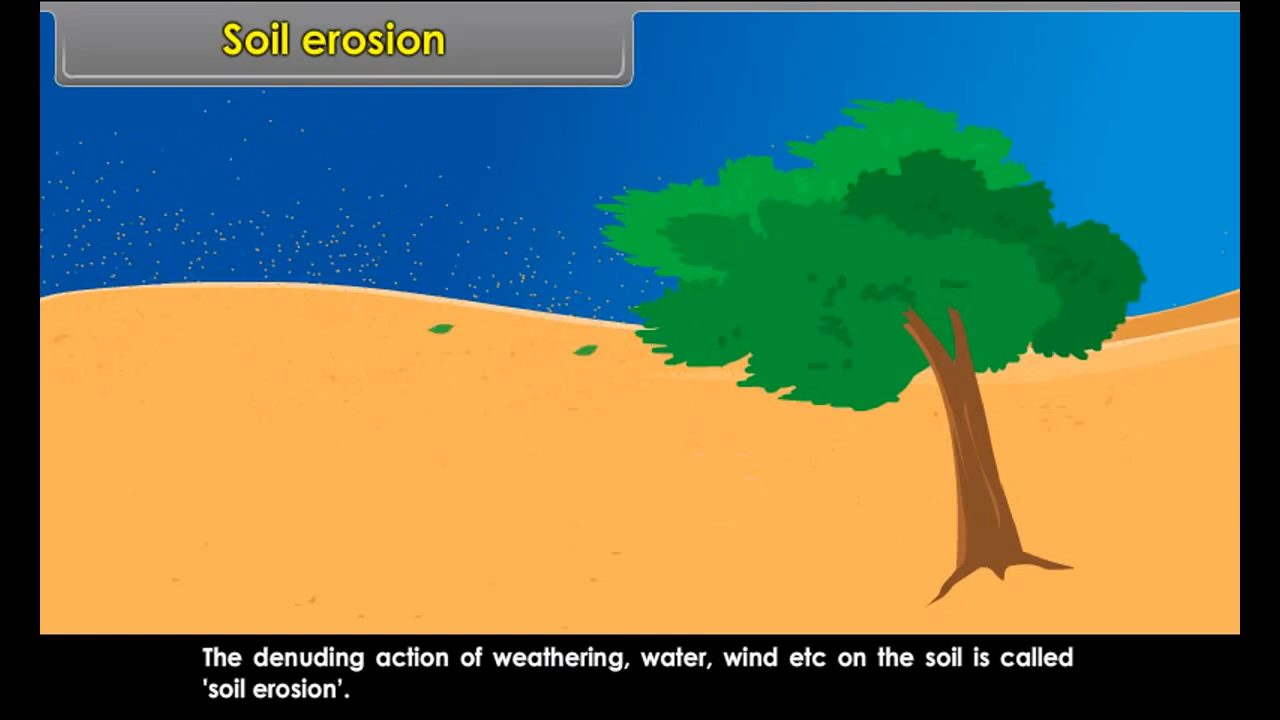 Soil erosion
The denuding action of weathering, water, wind etc on the soil is called
'soil erosion'.